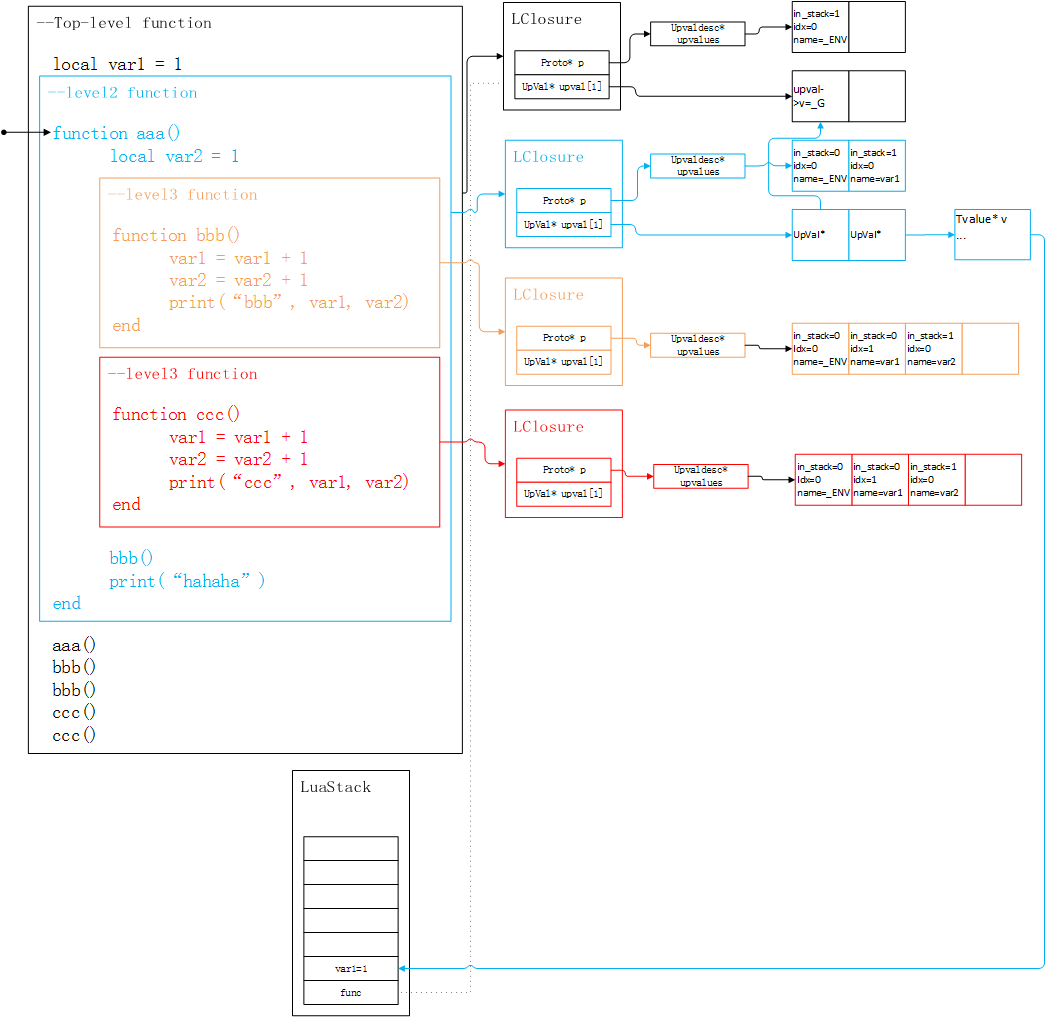 --Top-level function
local var1 = 1
--level2 function
function aaa()
local var2 = 1
--level3 function
function bbb()
var1 = var1 + 1
var2 = var2 + 1
print(“bbb”, var1, var2)
end
--level3 function
function ccc()
var1 = var1 + 1
var2 = var2 + 1
print(“ccc”, var1, var2)
end
bbb()
print(“hahaha”)
end
aaa()
bbb()
bbb()
ccc()
ccc()
LClosure
Proto* p
UpVal* upval[1]
Upvaldesc*
upvalues
in_stack=1
idx=0
name=_ENV
upval-
>v=_G
LClosure
Proto* p
UpVal* upval[1]
Upvaldesc*
upvalues
in_stack=0
idx=0
name=_ENV
in_stack=1
idx=0
name=var1
UpVal*
UpVal*
Tvalue* v
...
LClosure
Proto* p
UpVal* upval[1]
Upvaldesc*
upvalues
in_stack=0
Idx=0
name=_ENV
in_stack=0
idx=1
name=var1
in_stack=1
idx=0
name=var2
LClosure
Proto* p
UpVal* upval[1]
Upvaldesc*
upvalues
in_stack=0
Idx=0
name=_ENV
in_stack=0
idx=1
name=var1
in_stack=1
idx=0
name=var2
LuaStack
var1=1
func